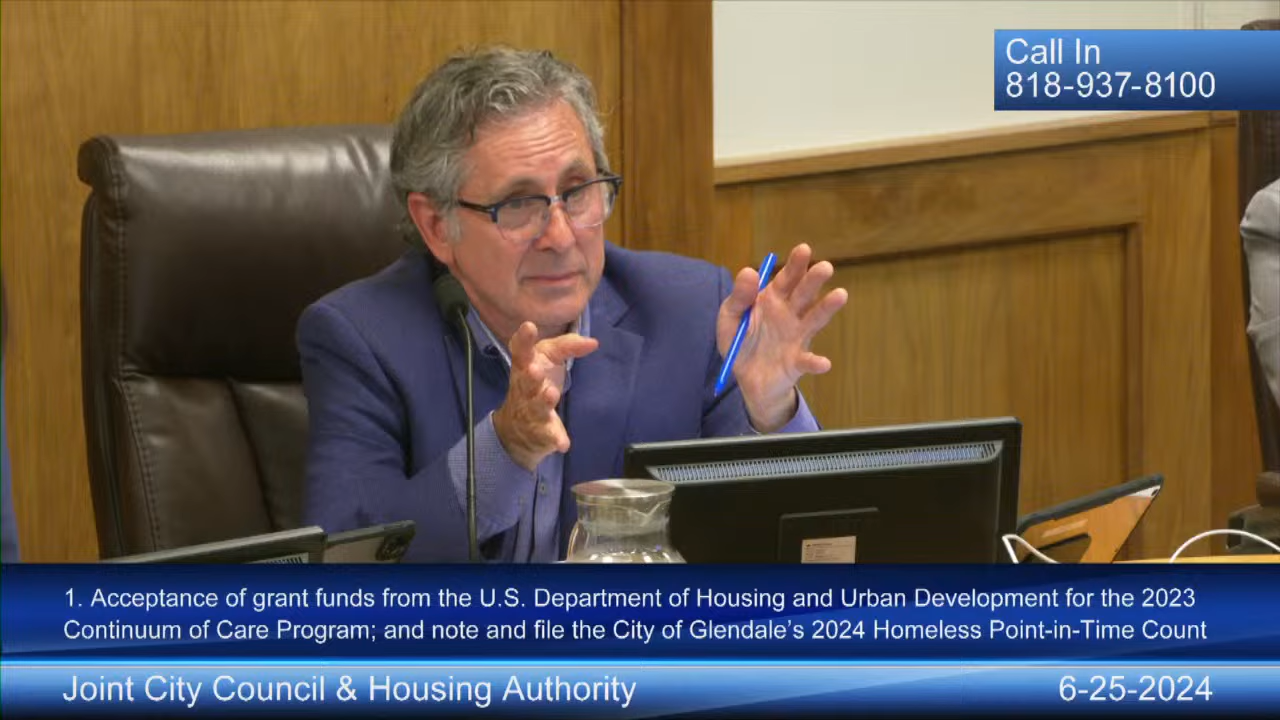 Call In
818-937-8100
1. Acceptance of grant funds from the U.S. Department of Housing and Urban Development for the 2023
Continuum of Care Program; and note and file the City of Glendale’s 2024 Homeless Point-in-Time Count
Joint City Council & Housing Authority
6-25-2024